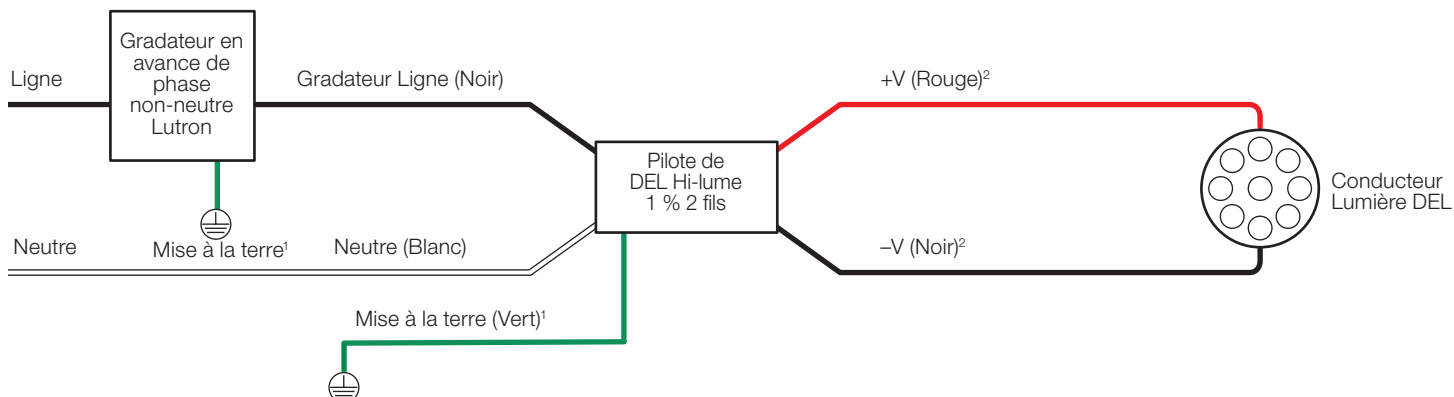 Gradateur en
avance de
phase
non-neutre
Lutron
Ligne
Gradateur Ligne (Noir)
+V (Rouge)²
Pilote de
DEL Hi-lume
1 % 2 fils
Conducteur
Lumière DEL
Neutre
Mise à la terre¹
Neutre (Blanc)
–V (Noir)²
Mise à la terre (Vert)¹